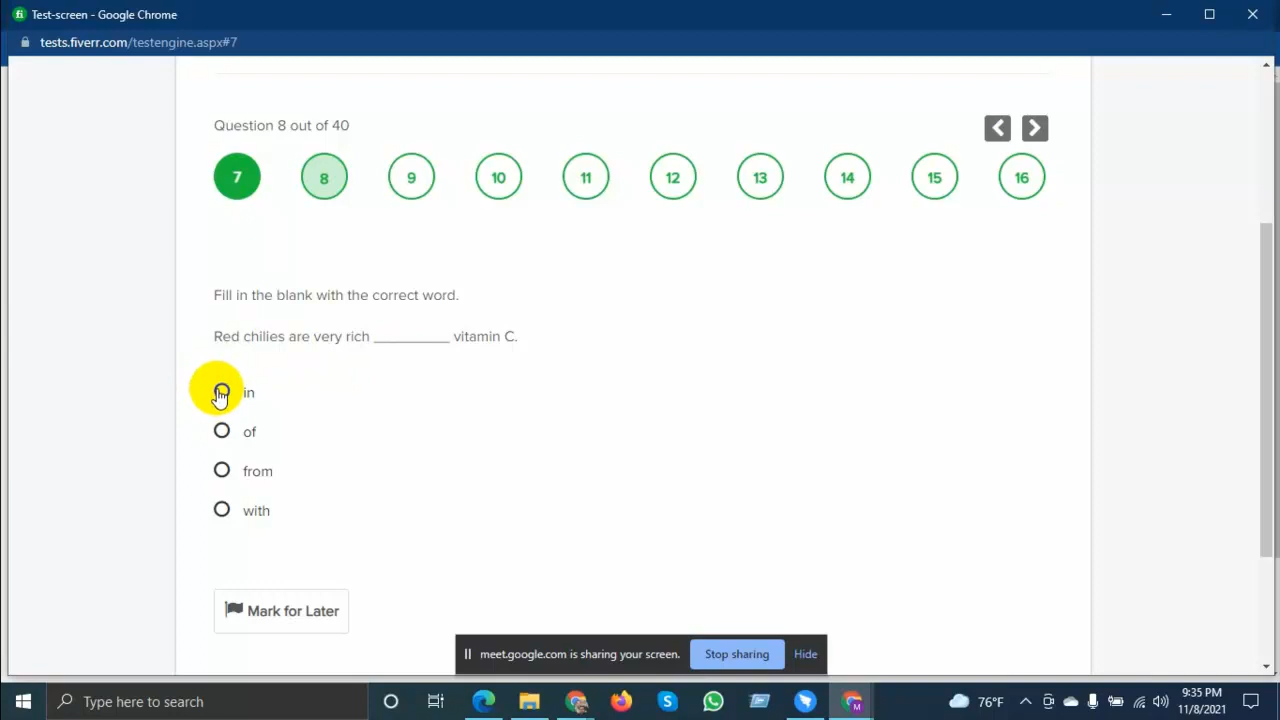 fi Test-screen - Google Chrome
tests.fiverr.com/testengine.aspx#7
Question 8 out of 40
7 8 9 10 11 12 13 14 15 16
Fill in the blank with the correct word.
Red chilies are very rich _________ vitamin C.
in
of
from
with
Mark for Later
meet.google.com is sharing your screen. Stop sharing Hide
Type here to search
M
76°F
9:35 PM
11/8/2021